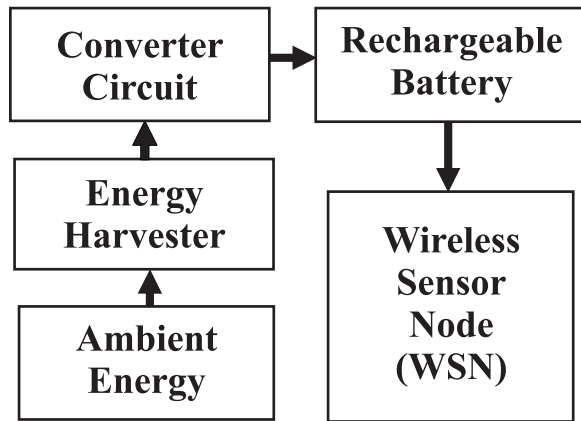 Converter
Circuit
Rechargeable
Battery
Energy
Harvester
Wireless
Sensor
Node
(WSN)
Ambient
Energy